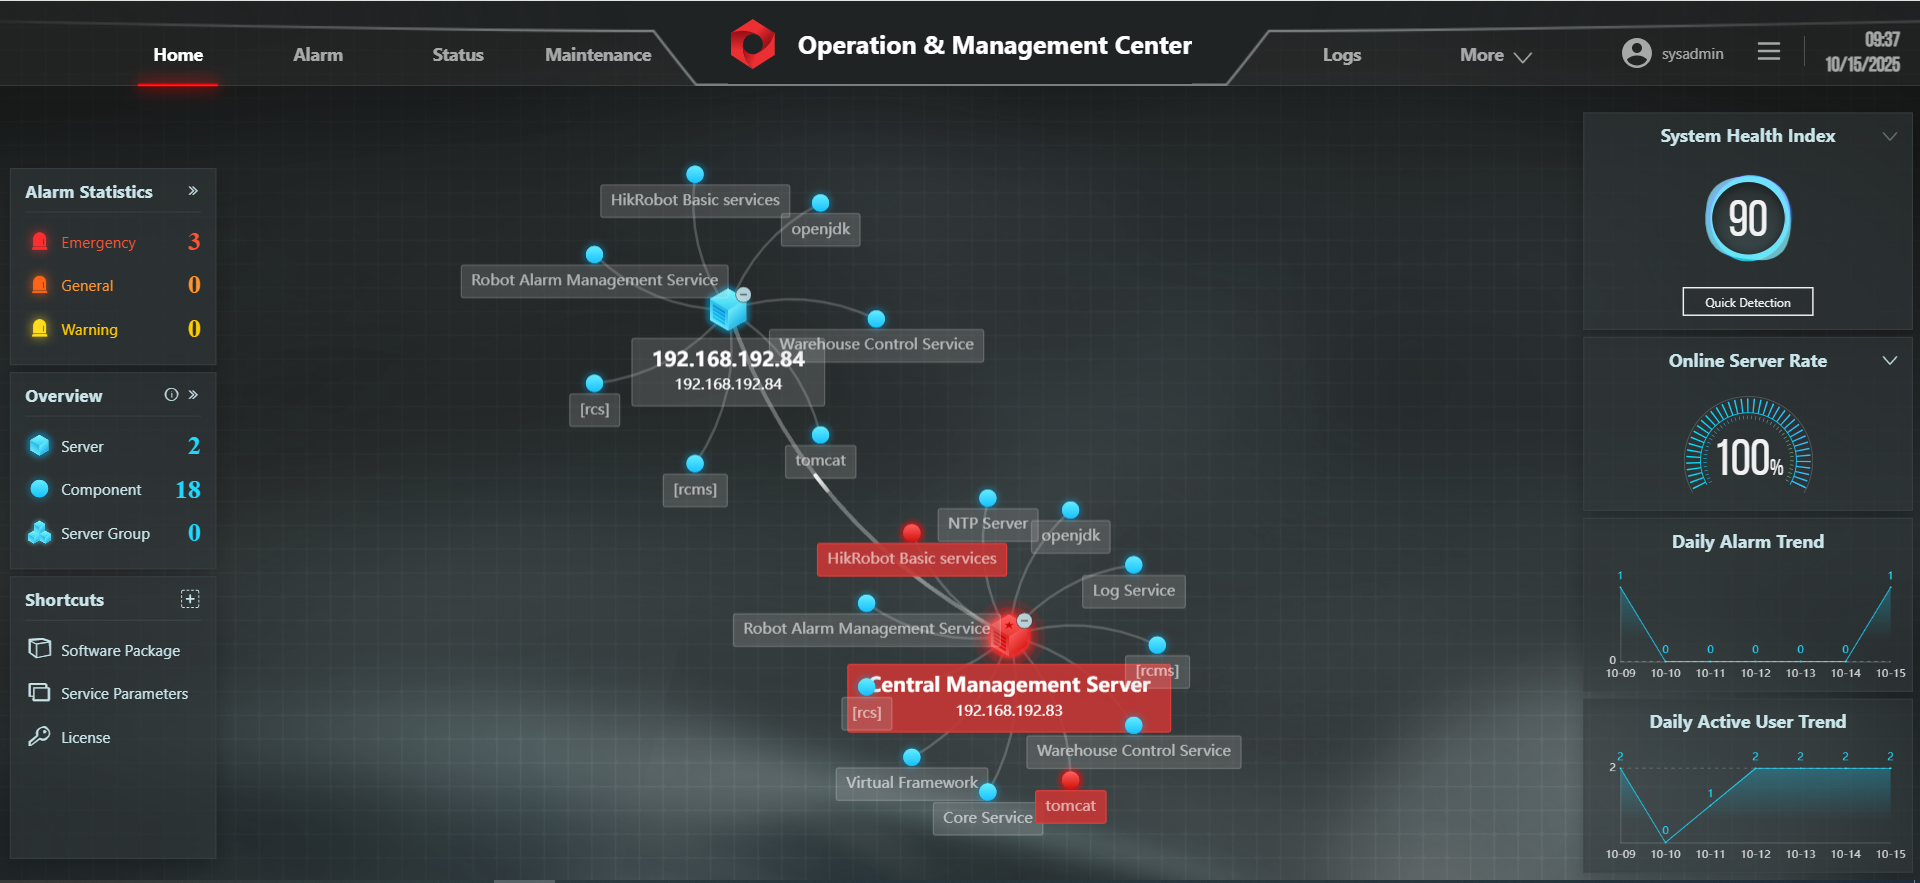 Home
Alarm
Status
Maintenance
Operation & Management Center
Logs
More
sysadmin
09:37
10/15/2025
Alarm Statistics
Emergency 3
General 0
Warning 0
Overview
Server 2
Component 18
Server Group 0
Shortcuts
Software Package
Service Parameters
License
HikRobot Basic services
openjdk
Robot Alarm Management Service
Warehouse Control Service
192.168.192.84
192.168.192.84
[rcs]
tomcat
[rcms]
NTP Server
openjdk
HikRobot Basic services
Log Service
Robot Alarm Management Service
[rcms]
Central Management Server
192.168.192.83
[rcs]
Warehouse Control Service
Virtual Framework
Core Service
tomcat
System Health Index
90
Quick Detection
Online Server Rate
100%
Daily Alarm Trend
1 1
0 0 0 0 0 0
10-09 10-10 10-11 10-12 10-13 10-14 10-15
Daily Active User Trend
2 2 2 2 2
2
1
0
10-09 10-10 10-11 10-12 10-13 10-14 10-15